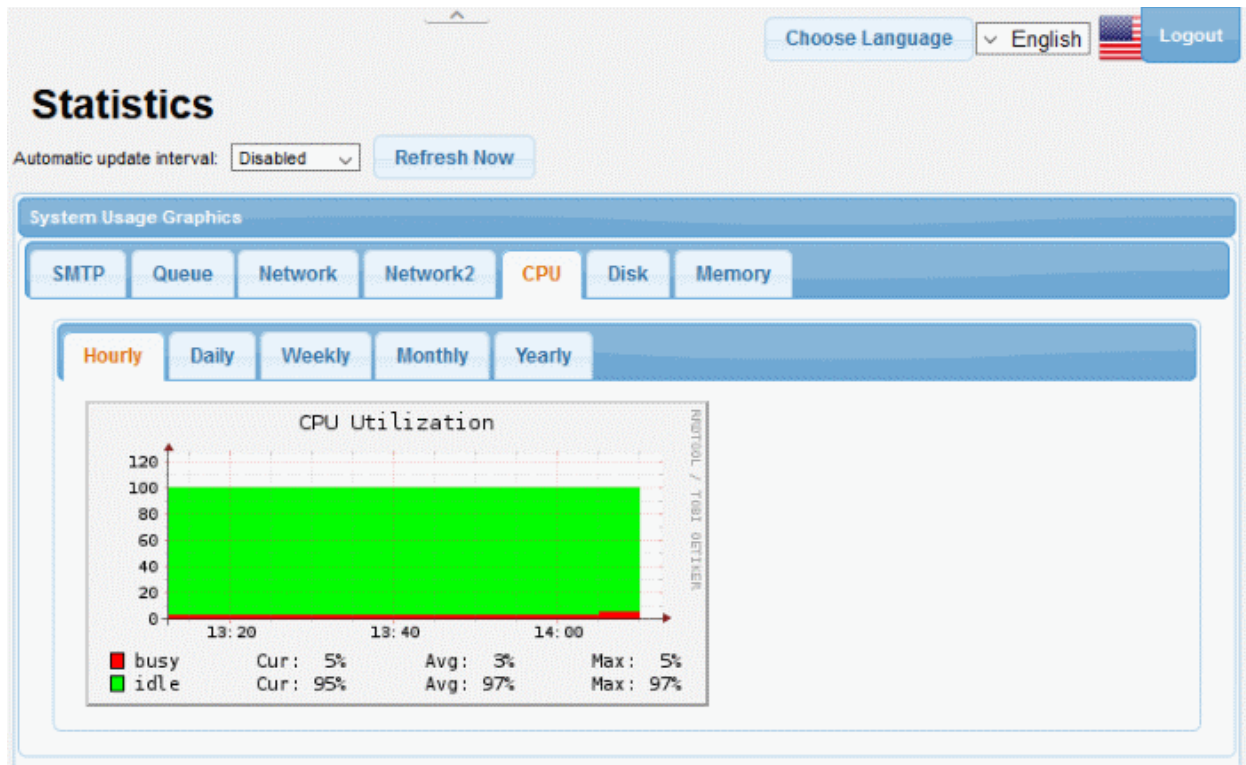 Choose Language English Logout
Statistics
Automatic update interval: Disabled Refresh Now
System Usage Graphics
SMTP Queue Network Network2 CPU Disk Memory
Hourly Daily Weekly Monthly Yearly
CPU Utilization
RRDTOOL / TOBI OETIKER
120
100
80
60
40
20
0
13:20 13:40 14:00
busy Cur: 5% Avg: 3% Max: 5%
idle Cur: 95% Avg: 97% Max: 97%